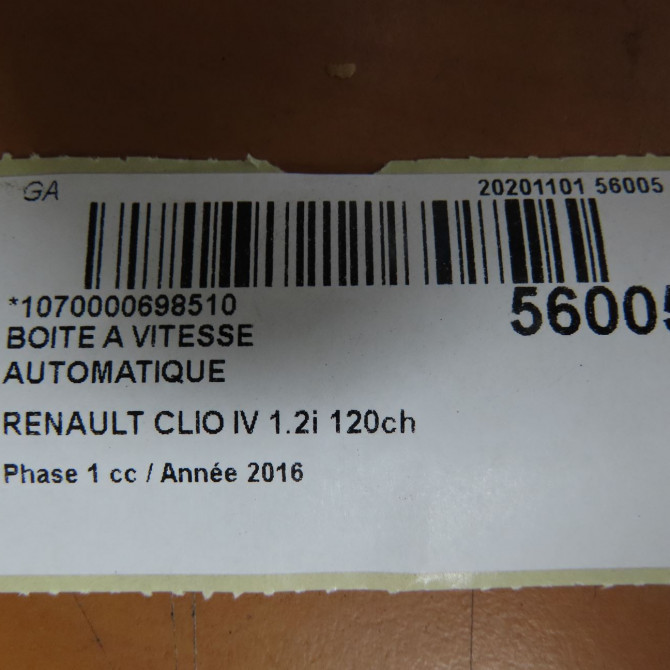 GA
20201101 56005
*1070000698510
56005
BOITE A VITESSE
AUTOMATIQUE
RENAULT CLIO IV 1.2i 120ch
Phase 1 cc / Année 2016